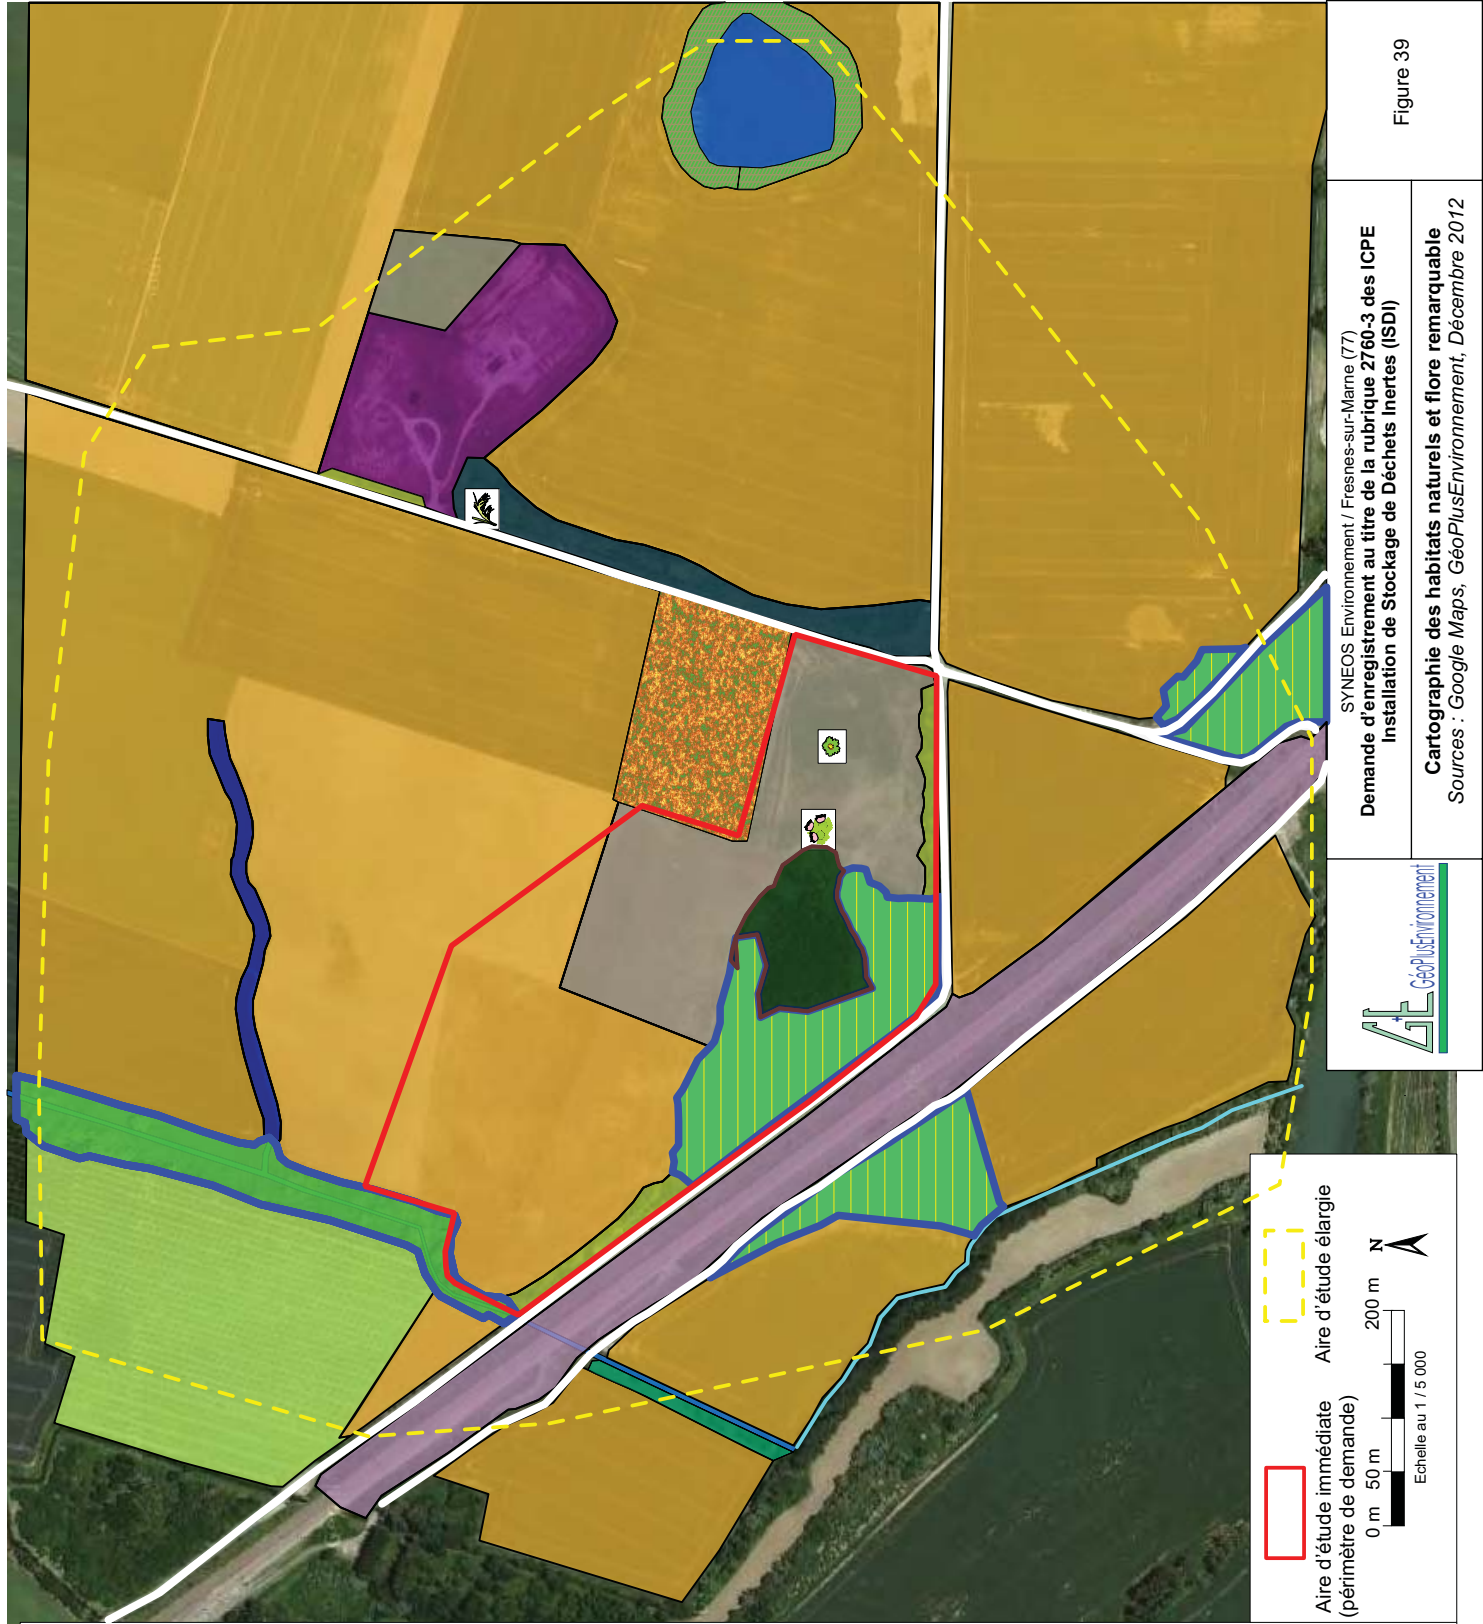 Aire d'étude immédiate
(périmètre de demande)
Aire d'étude élargie
0 m 50 m 200 m
Echelle au 1 / 5 000
N
GéoPlusEnvironnement
SYNEOS Environnement / Fresnes-sur-Marne (77)
Demande d'enregistrement au titre de la rubrique 2760-3 des ICPE
Installation de Stockage de Déchets Inertes (ISDI)
Cartographie des habitats naturels et flore remarquable
Sources : Google Maps, GéoPlusEnvironnement, Décembre 2012
Figure 39